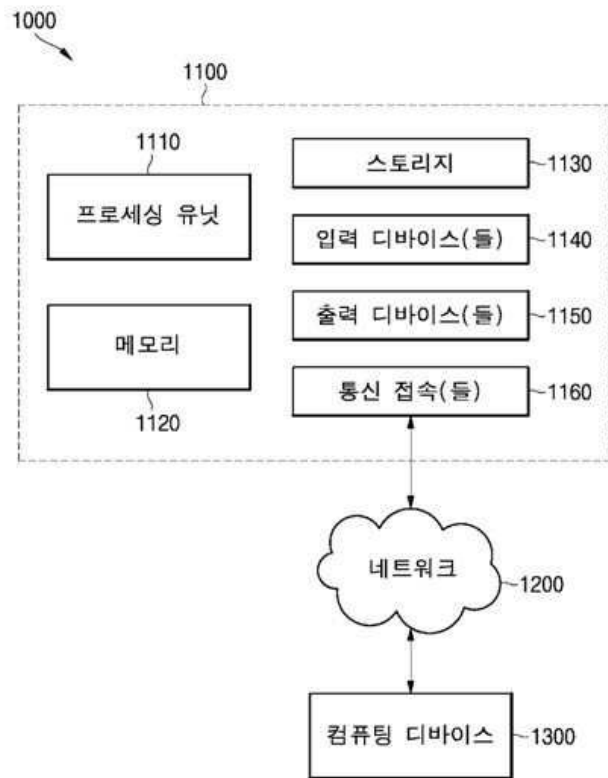 1000
1100
1110
프로세싱 유닛
스토리지
1130
입력 디바이스(들)
1140
출력 디바이스(들)
1150
메모리
1120
통신 접속(들)
1160
네트워크
1200
컴퓨팅 디바이스
1300